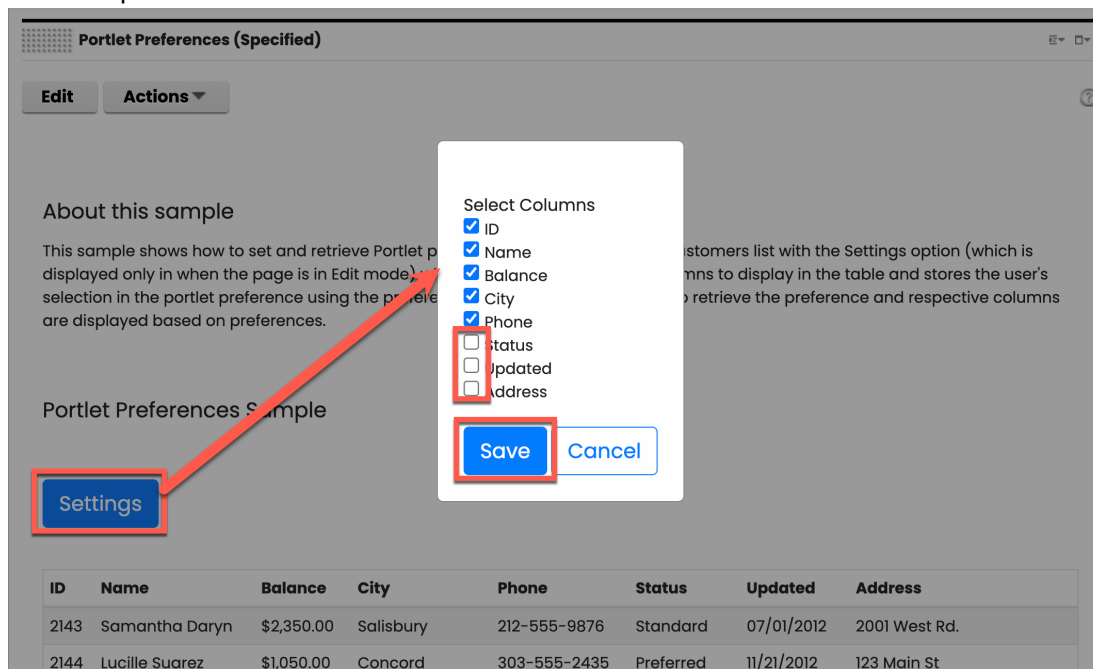 Portlet Preferences (Specified)
Edit Actions
About this sample
This sample shows how to set and retrieve Portlet p stomers list with the Settings option (which is
displayed only in when the page is in Edit mode) mns to display in the table and stores the user's
selection in the portlet preference using the retrieve the preference and respective columns
are displayed based on preferences.
Select Columns
ID
Name
Balance
City
Phone
Status
Updated
Address
Save Cancel
Portlet Preferences Sample
Settings
ID Name Balance City Phone Status Updated Address
2143 Samantha Daryn $2,350.00 Salisbury 212-555-9876 Standard 07/01/2012 2001 West Rd.
2144 Lucille Suarez $1,050.00 Concord 303-555-2435 Preferred 11/21/2012 123 Main St